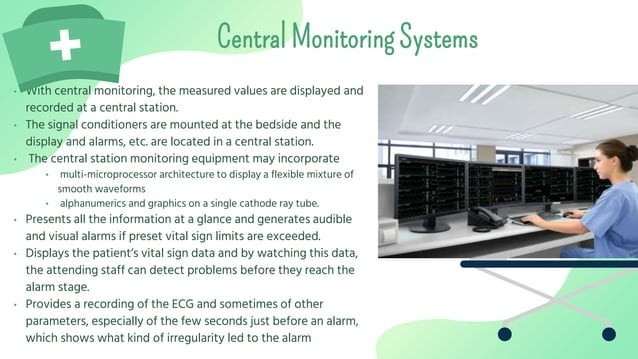 Central Monitoring Systems
• With central monitoring, the measured values are displayed and
recorded at a central station.
• The signal conditioners are mounted at the bedside and the
display and alarms, etc. are located in a central station.
• The central station monitoring equipment may incorporate
• multi-microprocessor architecture to display a flexible mixture of
smooth waveforms
• alphanumerics and graphics on a single cathode ray tube.
• Presents all the information at a glance and generates audible
and visual alarms if preset vital sign limits are exceeded.
• Displays the patient's vital sign data and by watching this data,
the attending staff can detect problems before they reach the
alarm stage.
• Provides a recording of the ECG and sometimes of other
parameters, especially of the few seconds just before an alarm,
which shows what kind of irregularity led to the alarm